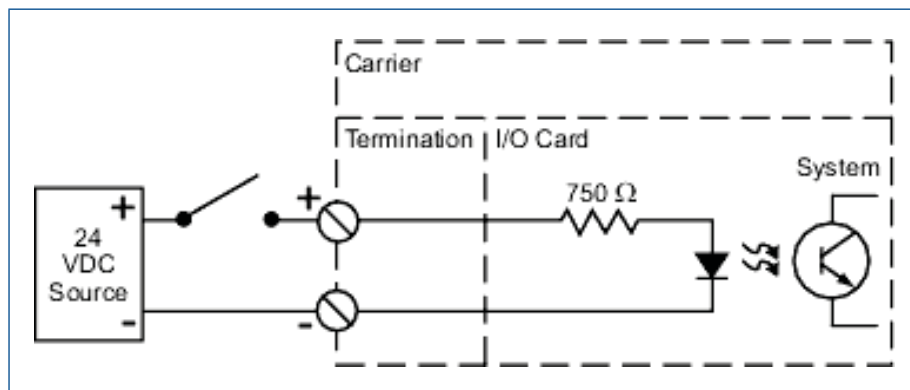 Carrier
Termination
I/O Card
System
750 Ω
+
+
24
VDC
Source
-
-